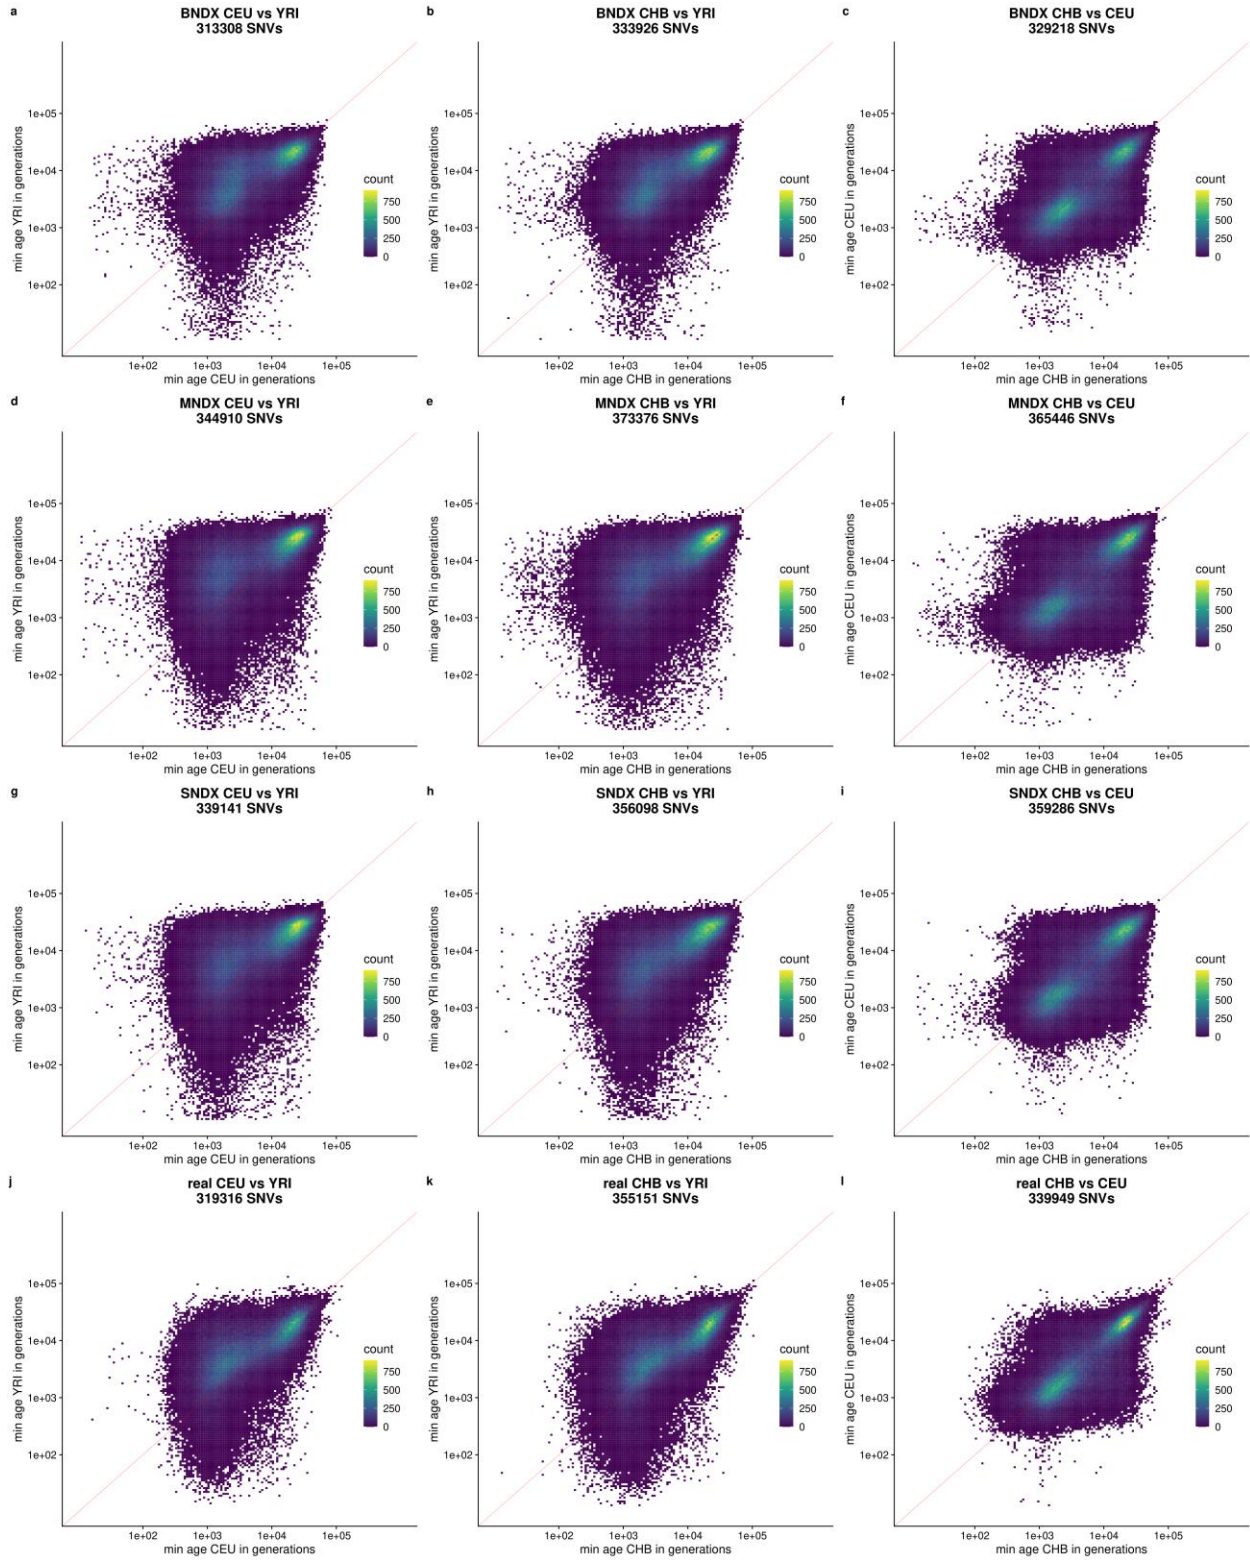 a
BNDX CEU vs YRI
313308 SNVs
1e+05
1e+04
1e+03
1e+02
min age YRI in generations
1e+02 1e+03 1e+04 1e+05
min age CEU in generations
count
750
500
250
0
b
BNDX CHB vs YRI
333926 SNVs
1e+05
1e+04
1e+03
1e+02
min age YRI in generations
1e+02 1e+03 1e+04 1e+05
min age CHB in generations
count
750
500
250
0
c
BNDX CHB vs CEU
329218 SNVs
1e+05
1e+04
1e+03
1e+02
min age CEU in generations
1e+02 1e+03 1e+04 1e+05
min age CHB in generations
count
750
500
250
0
d
MNDX CEU vs YRI
344910 SNVs
1e+05
1e+04
1e+03
1e+02
min age YRI in generations
1e+02 1e+03 1e+04 1e+05
min age CEU in generations
count
750
500
250
0
e
MNDX CHB vs YRI
373376 SNVs
1e+05
1e+04
1e+03
1e+02
min age YRI in generations
1e+02 1e+03 1e+04 1e+05
min age CHB in generations
count
750
500
250
0
f
MNDX CHB vs CEU
365446 SNVs
1e+05
1e+04
1e+03
1e+02
min age CEU in generations
1e+02 1e+03 1e+04 1e+05
min age CHB in generations
count
750
500
250
0
g
SNDX CEU vs YRI
339141 SNVs
1e+05
1e+04
1e+03
1e+02
min age YRI in generations
1e+02 1e+03 1e+04 1e+05
min age CEU in generations
count
750
500
250
0
h
SNDX CHB vs YRI
356098 SNVs
1e+05
1e+04
1e+03
1e+02
min age YRI in generations
1e+02 1e+03 1e+04 1e+05
min age CHB in generations
count
750
500
250
0
i
SNDX CHB vs CEU
359286 SNVs
1e+05
1e+04
1e+03
1e+02
min age CEU in generations
1e+02 1e+03 1e+04 1e+05
min age CHB in generations
count
750
500
250
0
j
real CEU vs YRI
319316 SNVs
1e+05
1e+04
1e+03
1e+02
min age YRI in generations
1e+02 1e+03 1e+04 1e+05
min age CEU in generations
count
750
500
250
0
k
real CHB vs YRI
355151 SNVs
1e+05
1e+04
1e+03
1e+02
min age YRI in generations
1e+02 1e+03 1e+04 1e+05
min age CHB in generations
count
750
500
250
0
l
real CHB vs CEU
339949 SNVs
1e+05
1e+04
1e+03
1e+02
min age CEU in generations
1e+02 1e+03 1e+04 1e+05
min age CHB in generations
count
750
500
250
0